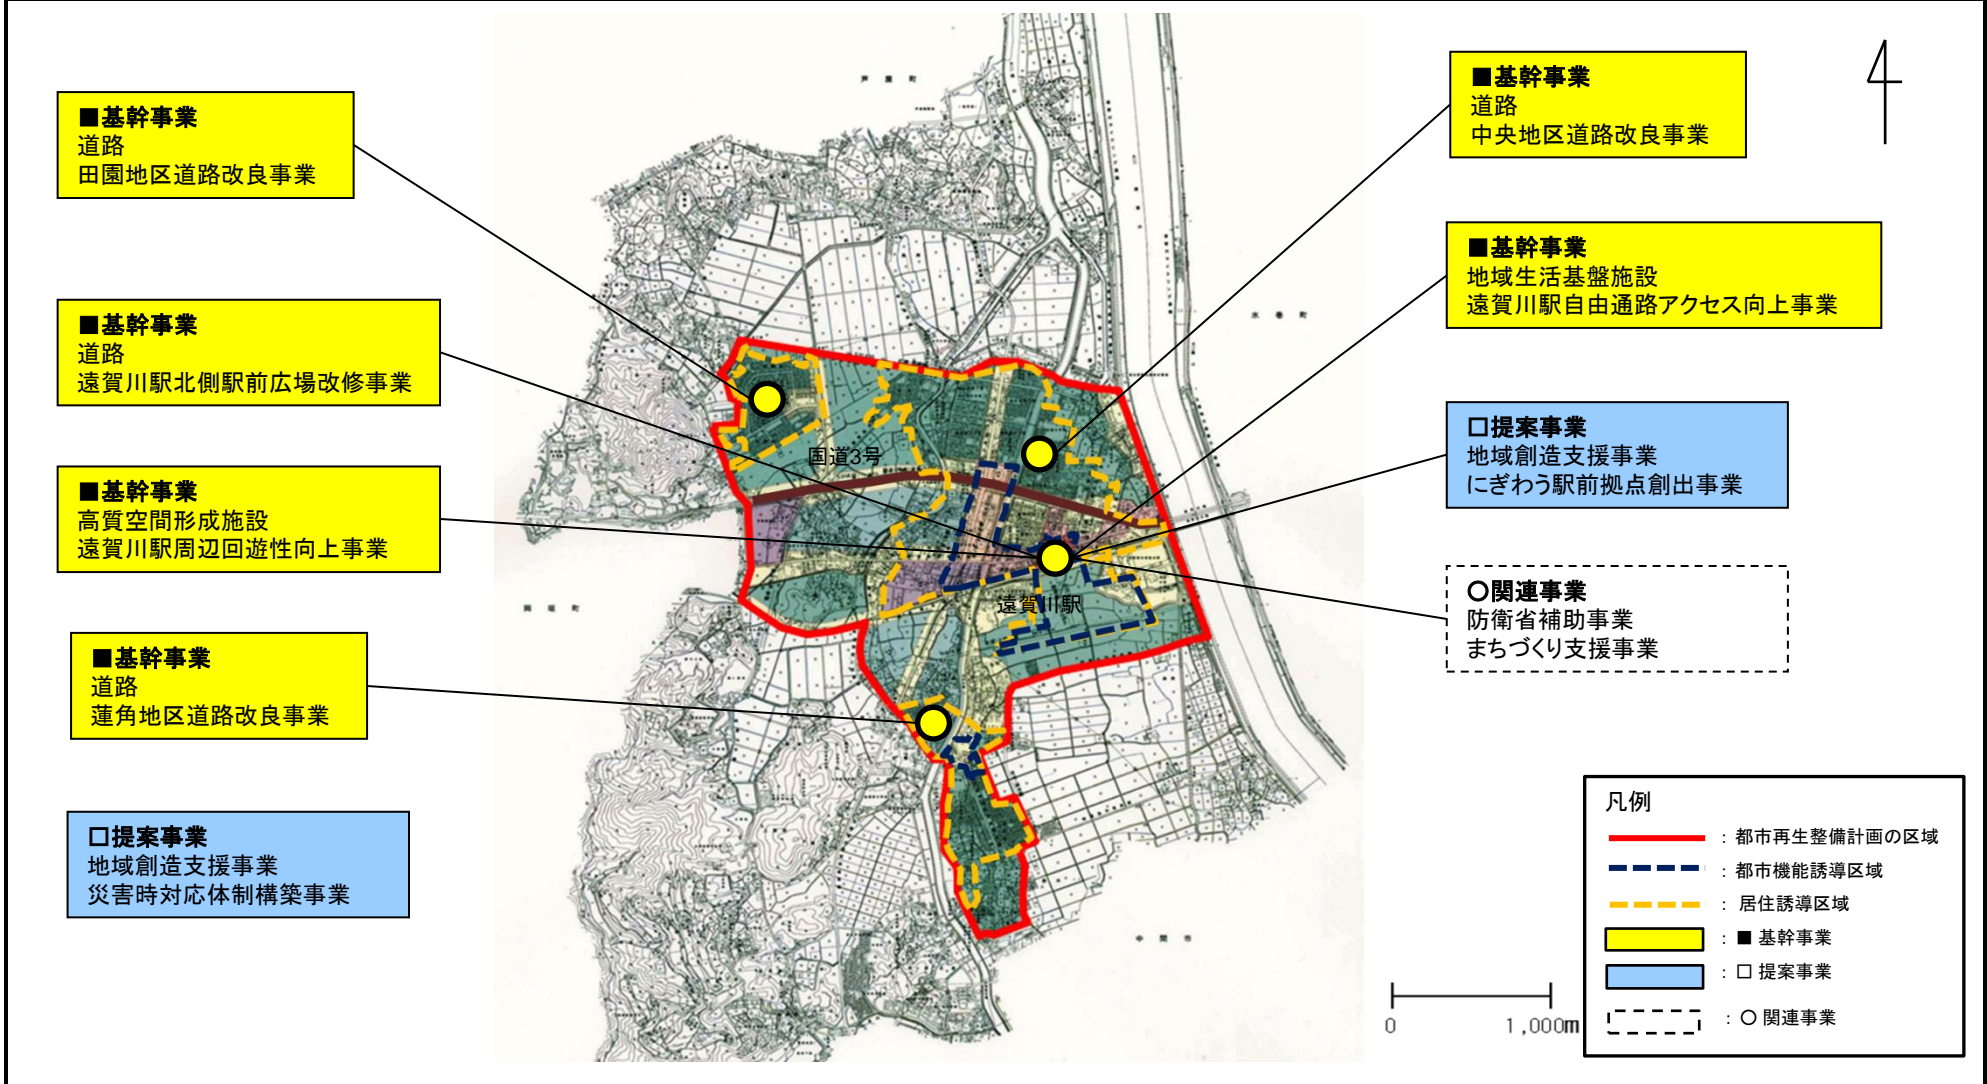 ■基幹事業
道路
田園地区道路改良事業
■基幹事業
道路
遠賀川駅北側駅前広場改修事業
■基幹事業
高質空間形成施設
遠賀川駅周辺回遊性向上事業
■基幹事業
道路
蓮角地区道路改良事業
□提案事業
地域創造支援事業
災害時対応体制構築事業
芦屋町
水巻町
岡垣町
中間市
国道3号
遠賀川駅
■基幹事業
道路
中央地区道路改良事業
■基幹事業
地域生活基盤施設
遠賀川駅自由通路アクセス向上事業
□提案事業
地域創造支援事業
にぎわう駅前拠点創出事業
○関連事業
防衛省補助事業
まちづくり支援事業
凡例
：都市再生整備計画の区域
：都市機能誘導区域
：居住誘導区域
：■ 基幹事業
：□ 提案事業
：○ 関連事業
0 1,000m